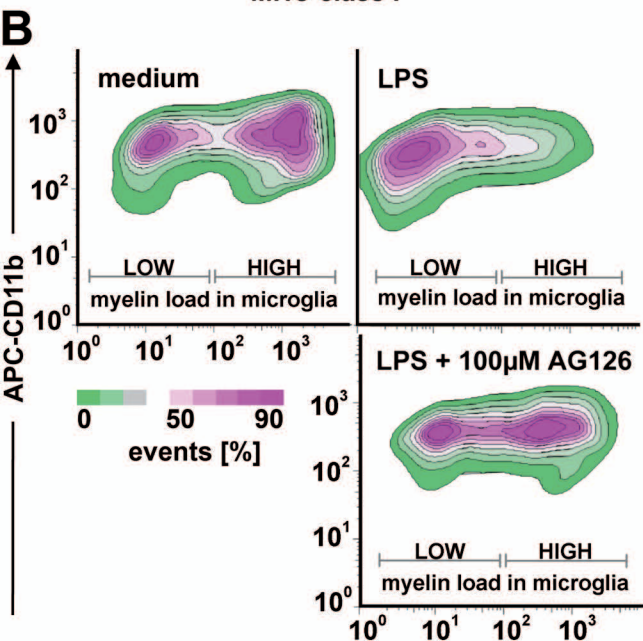 B
medium
LPS
APC-CD11b
10³
10²
10¹
10⁰
LOW HIGH
myelin load in microglia
LOW HIGH
myelin load in microglia
10⁰ 10¹ 10² 10³
LPS + 100µM AG126
0 50 90
events [%]
10³
10²
10¹
10⁰
LOW HIGH
myelin load in microglia
10⁰ 10¹ 10² 10³